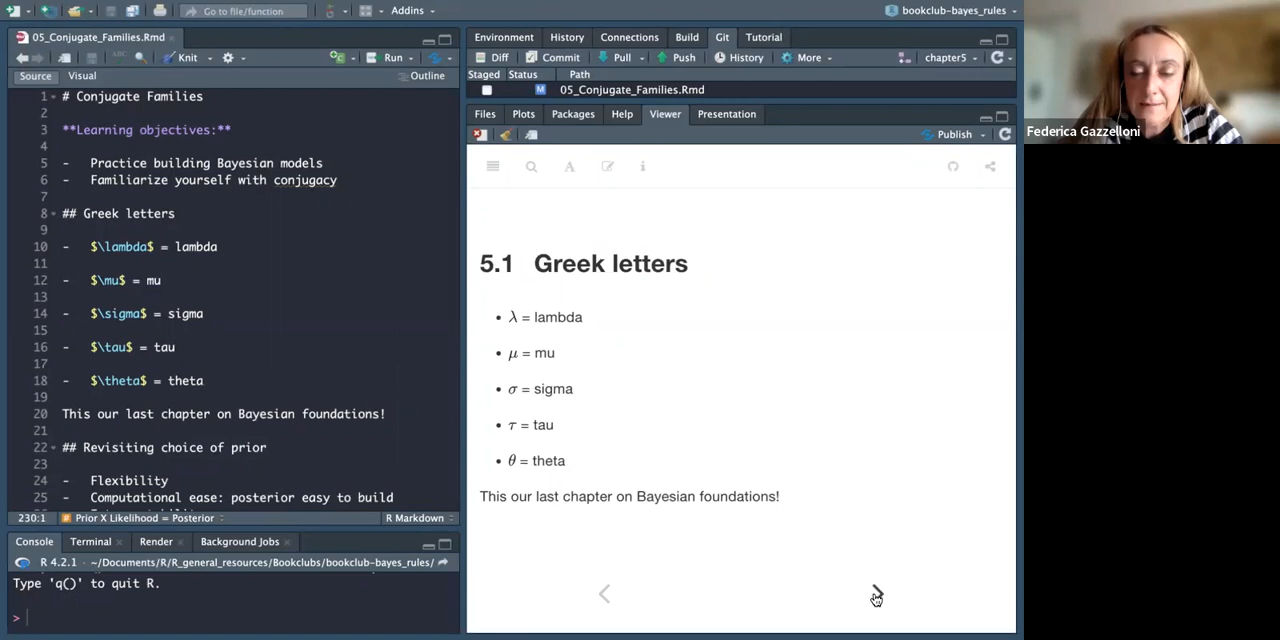 Go to file/function
Addins
bookclub-bayes_rules
05_Conjugate_Families.Rmd
Knit
Run
Source
Visual
Outline
1 # Conjugate Families
2
3 **Learning objectives:**
4
5 - Practice building Bayesian models
6 - Familiarize yourself with conjugacy
7
8 ## Greek letters
9
10 - $\lambda$ = lambda
11
12 - $\mu$ = mu
13
14 - $\sigma$ = sigma
15
16 - $\tau$ = tau
17
18 - $\theta$ = theta
19
20 This our last chapter on Bayesian foundations!
21
22 ## Revisiting choice of prior
23
24 - Flexibility
25 - Computational ease: posterior easy to build
230:1 # Prior X Likelihood = Posterior R Markdown
Console Terminal Render Background Jobs
R 4.2.1 · ~/Documents/R/R_general_resources/Bookclubs/bookclub-bayes_rules/
Type 'q()' to quit R.
>
Environment History Connections Build Git Tutorial
Diff Commit Pull Push History More chapter5
Staged Status Path
M 05_Conjugate_Families.Rmd
Files Plots Packages Help Viewer Presentation
Publish
5.1 Greek letters
• λ = lambda
• μ = mu
• σ = sigma
• τ = tau
• θ = theta
This our last chapter on Bayesian foundations!
Federica Gazzelloni